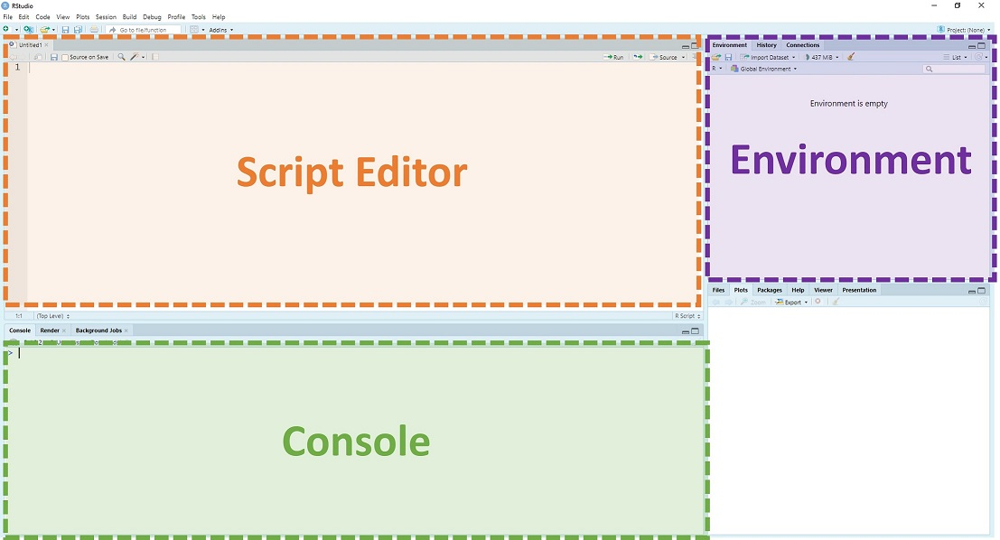 RStudio
File Edit Code View Plots Session Build Debug Profile Tools Help
Go to file/function Addins Project: (None)
Untitled1
Source on Save Run Source
1
Script Editor
1:1 (Top Level) R Script
Console Render Background Jobs
>
Console
Environment History Connections
Import Dataset 437 MiB List
R Global Environment
Environment is empty
Environment
Files Plots Packages Help Viewer Presentation
Zoom Export